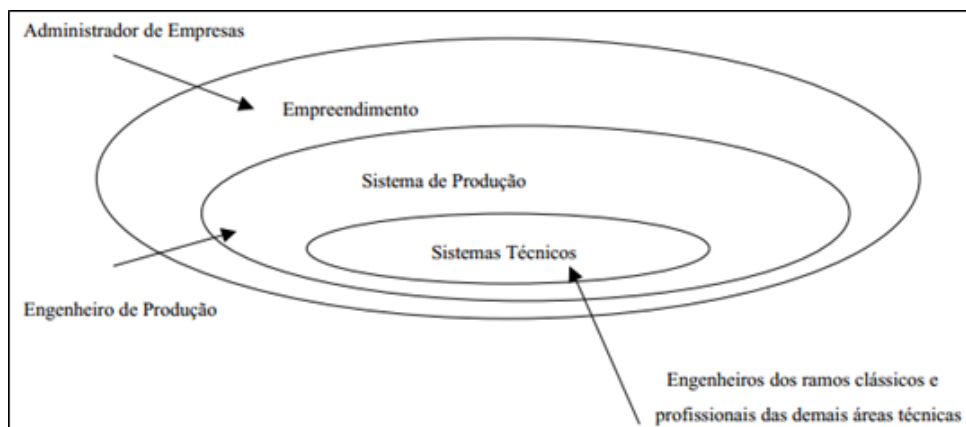 Administrador de Empresas
Empreendimento
Sistema de Produção
Sistemas Técnicos
Engenheiro de Produção
Engenheiros dos ramos clássicos e
profissionais das demais áreas técnicas